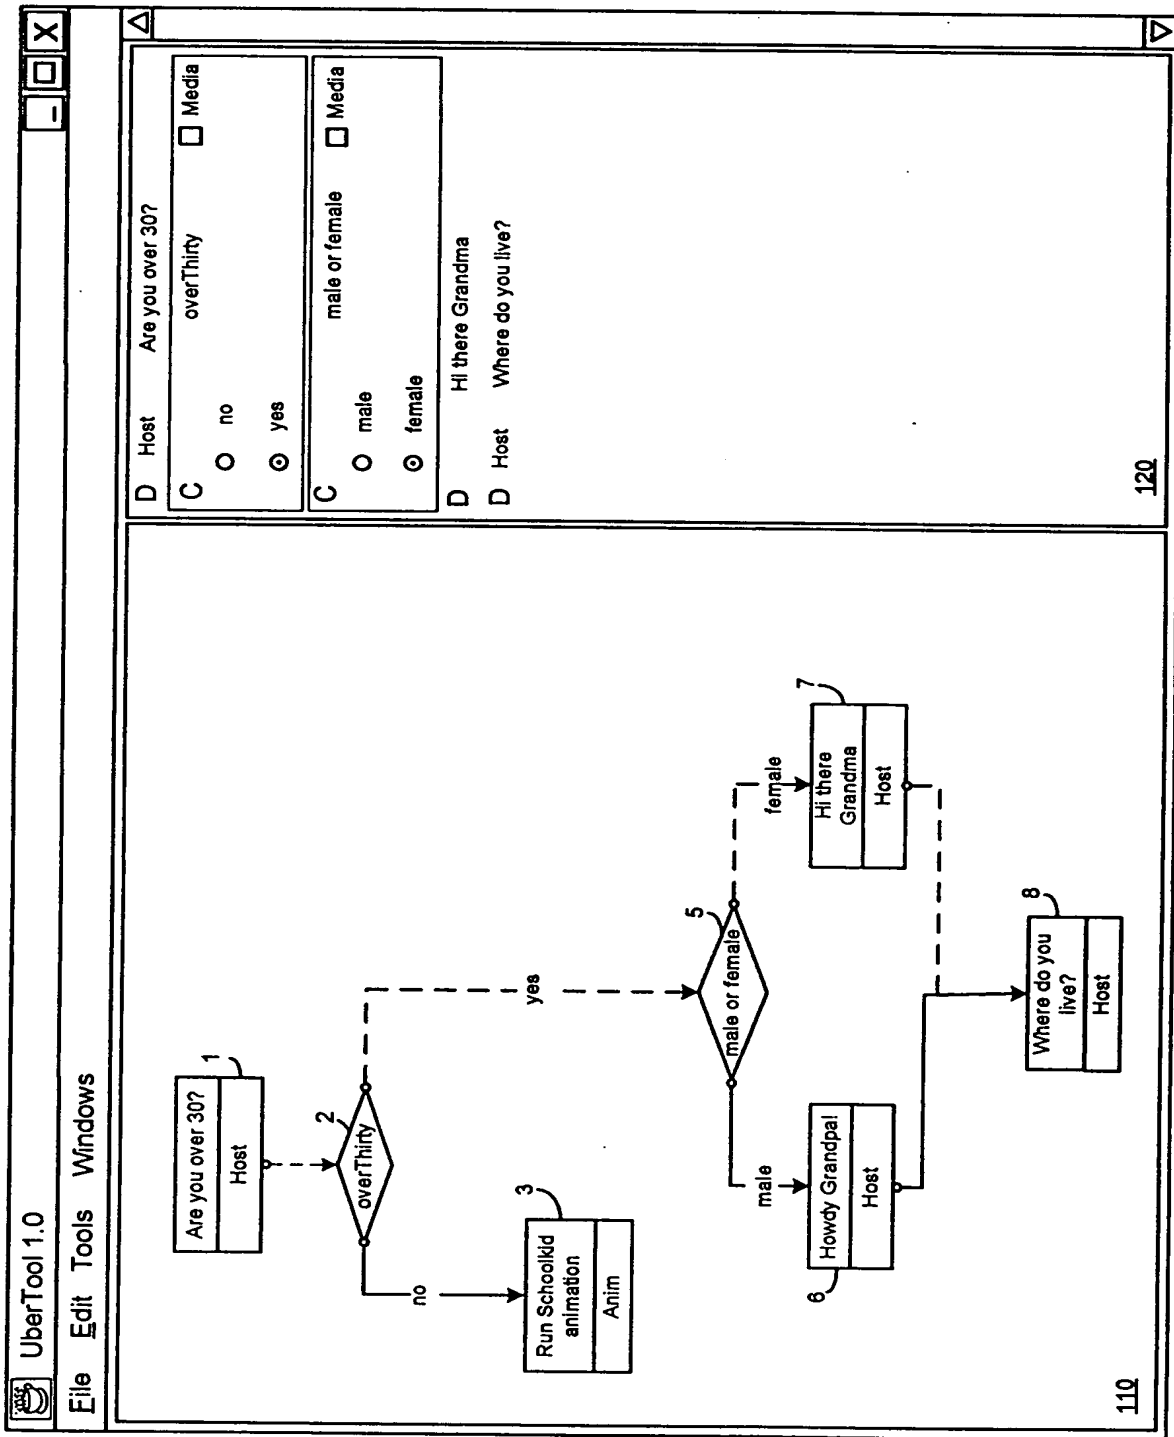 UberTool 1.0
File Edit Tools Windows
Are you over 30?
Host
1
overThirty
2
no
yes
Run Schoolkid
animation
Anim
3
male or female
5
male
female
Howdy Grandpa!
Host
6
Hi there
Grandma
Host
7
Where do you
live?
Host
8
110
D Host Are you over 30?
C overThirty Media
no
yes
C male or female Media
male
female
D Hi there Grandma
D Host Where do you live?
120